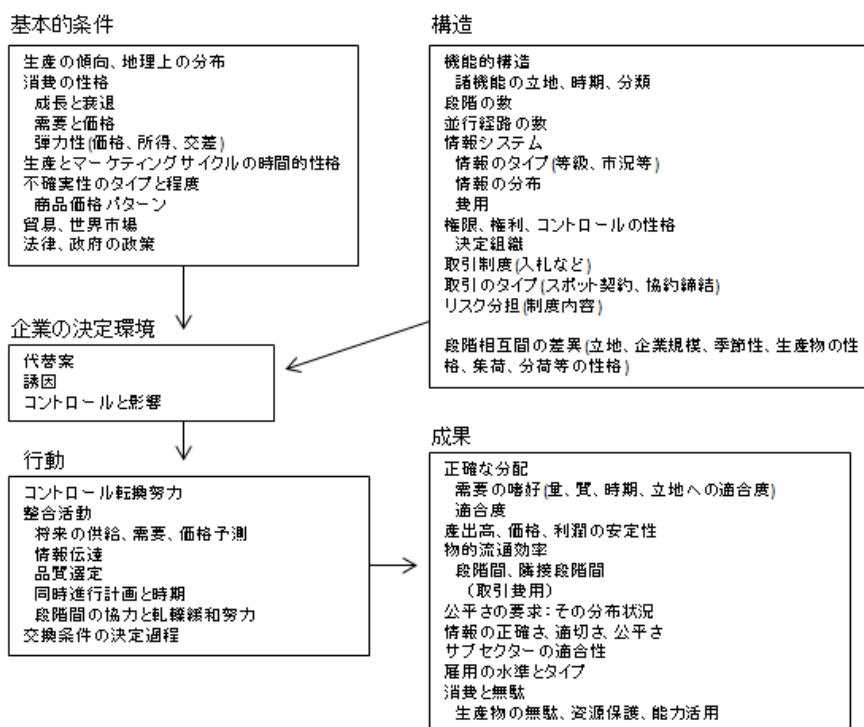 基本的条件
生産の傾向、地理上の分布
消費の性格
成長と衰退
需要と価格
弾力性(価格、所得、交差)
生産とマーケティングサイクルの時間的性格
不確実性のタイプと程度
商品価格パターン
貿易、世界市場
法律、政府の政策
企業の決定環境
代替案
誘因
コントロールと影響
行動
コントロール転換努力
整合活動
将来の供給、需要、価格予測
情報伝達
品質選定
同時進行計画と時期
段階間の協力と軋轢緩和努力
交換条件の決定過程
構造
機能的構造
諸機能の立地、時期、分類
段階の数
並行経路の数
情報システム
情報のタイプ(等級、市況等)
情報の分布
費用
権限、権利、コントロールの性格
決定組織
取引制度(入札など)
取引のタイプ(スポット契約、協約締結)
リスク分担(制度内容)
段階相互間の差異(立地、企業規模、季節性、生産物の性
格、集荷、分荷等の性格)
成果
正確な分配
需要の嗜好(量、質、時期、立地への適合度)
適合度
産出高、価格、利潤の安定性
物的流通効率
段階間、隣接段階間
(取引費用)
公平さの要求:その分布状況
情報の正確さ、適切さ、公平さ
サブセクターの適合性
雇用の水準とタイプ
消費と無駄
生産物の無駄、資源保護、能力活用